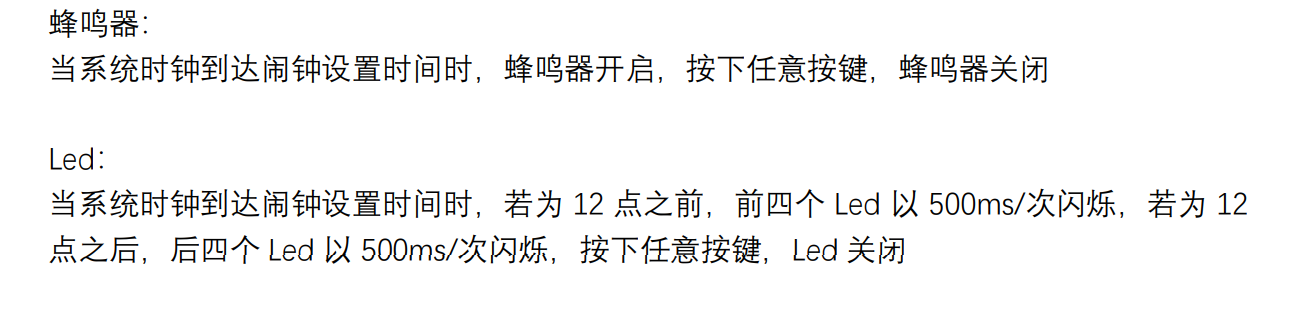 蜂鸣器：
当系统时钟到达闹钟设置时间时，蜂鸣器开启，按下任意按键，蜂鸣器关闭
Led：
当系统时钟到达闹钟设置时间时，若为 12 点之前，前四个 Led 以 500ms/次闪烁，若为 12
点之后，后四个 Led 以 500ms/次闪烁，按下任意按键，Led 关闭